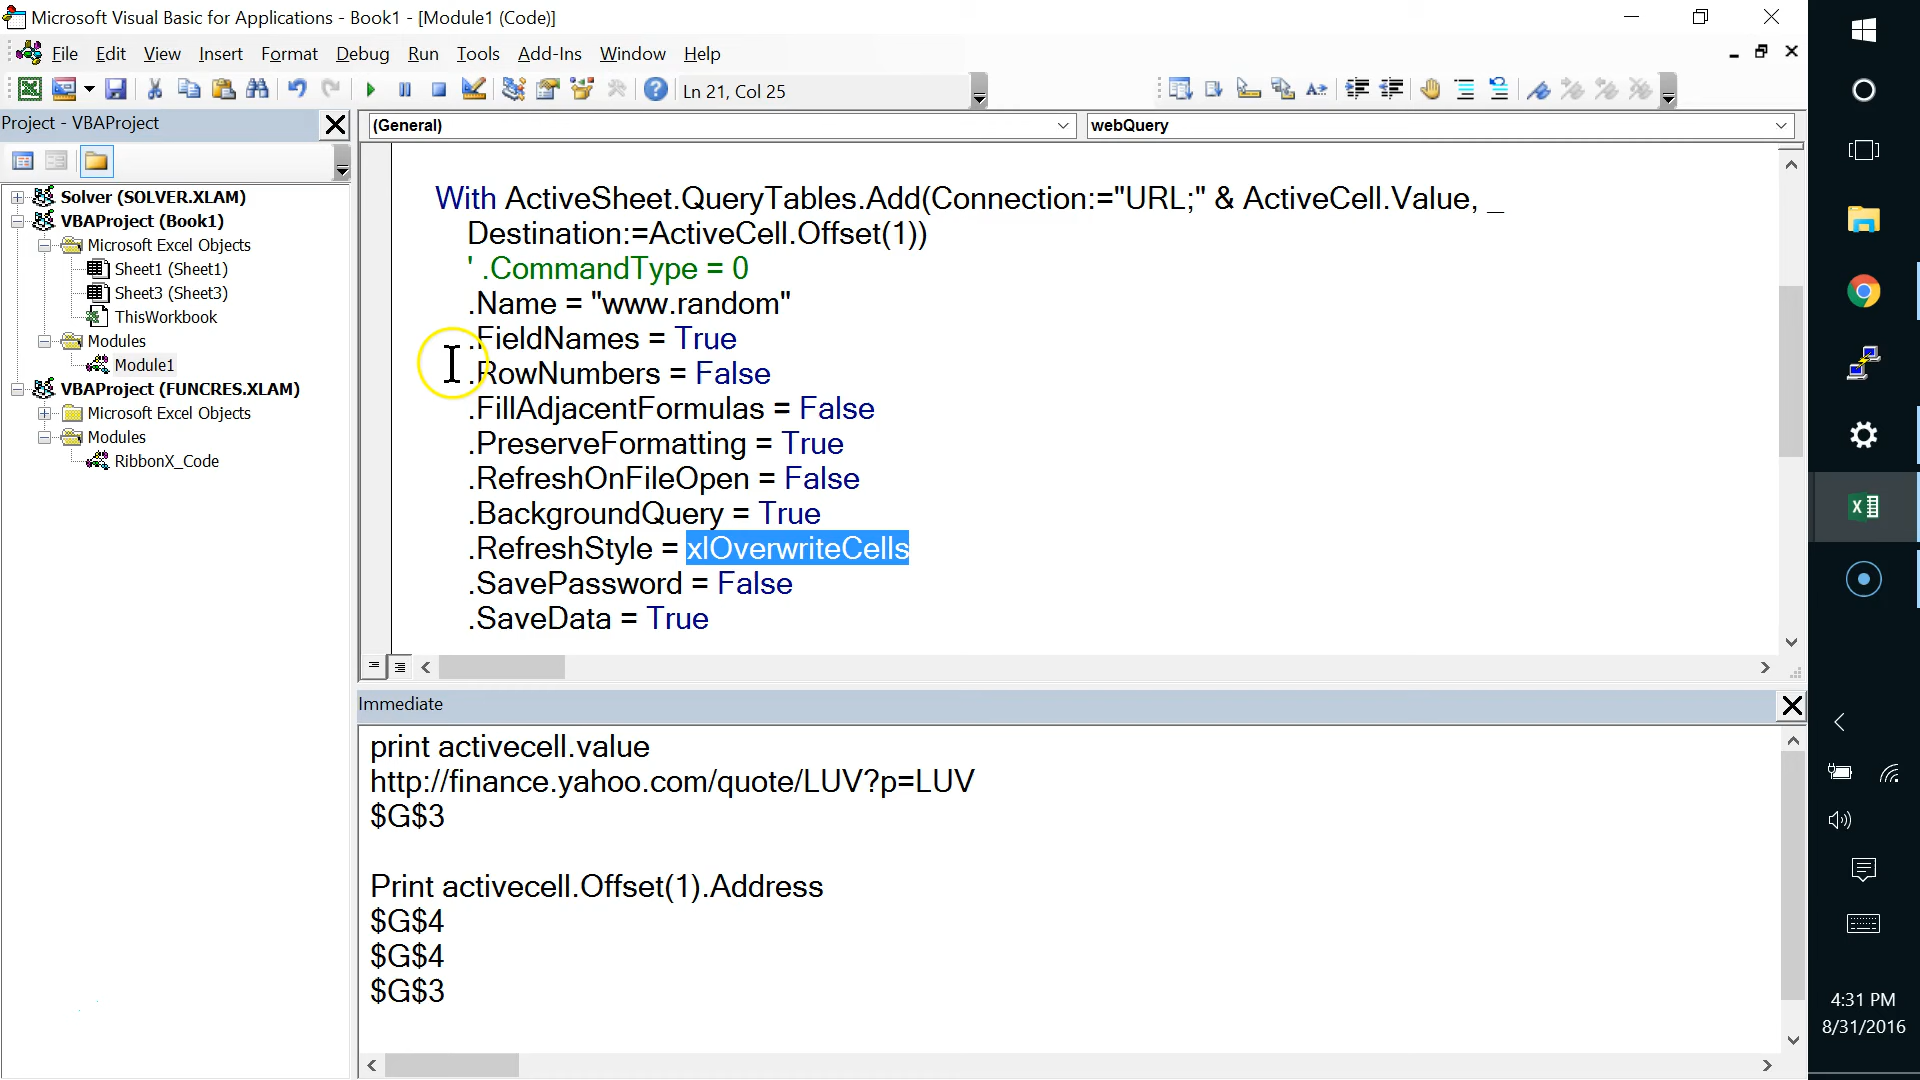 Microsoft Visual Basic for Applications - Book1 - [Module1 (Code)]
File Edit View Insert Format Debug Run Tools Add-Ins Window Help
Ln 21, Col 25
Project - VBAProject
(General)
webQuery
Solver (SOLVER.XLAM)
VBAProject (Book1)
Microsoft Excel Objects
Sheet1 (Sheet1)
Sheet3 (Sheet3)
ThisWorkbook
Modules
Module1
VBAProject (FUNCRES.XLAM)
Microsoft Excel Objects
Modules
RibbonX_Code
With ActiveSheet.QueryTables.Add(Connection:="URL;" & ActiveCell.Value, _
Destination:=ActiveCell.Offset(1))
' .CommandType = 0
.Name = "www.random"
.FieldNames = True
.RowNumbers = False
.FillAdjacentFormulas = False
.PreserveFormatting = True
.RefreshOnFileOpen = False
.BackgroundQuery = True
.RefreshStyle = xlOverwriteCells
.SavePassword = False
.SaveData = True
Immediate
print activecell.value
http://finance.yahoo.com/quote/LUV?p=LUV
$G$3
Print activecell.Offset(1).Address
$G$4
$G$4
$G$3
4:31 PM
8/31/2016